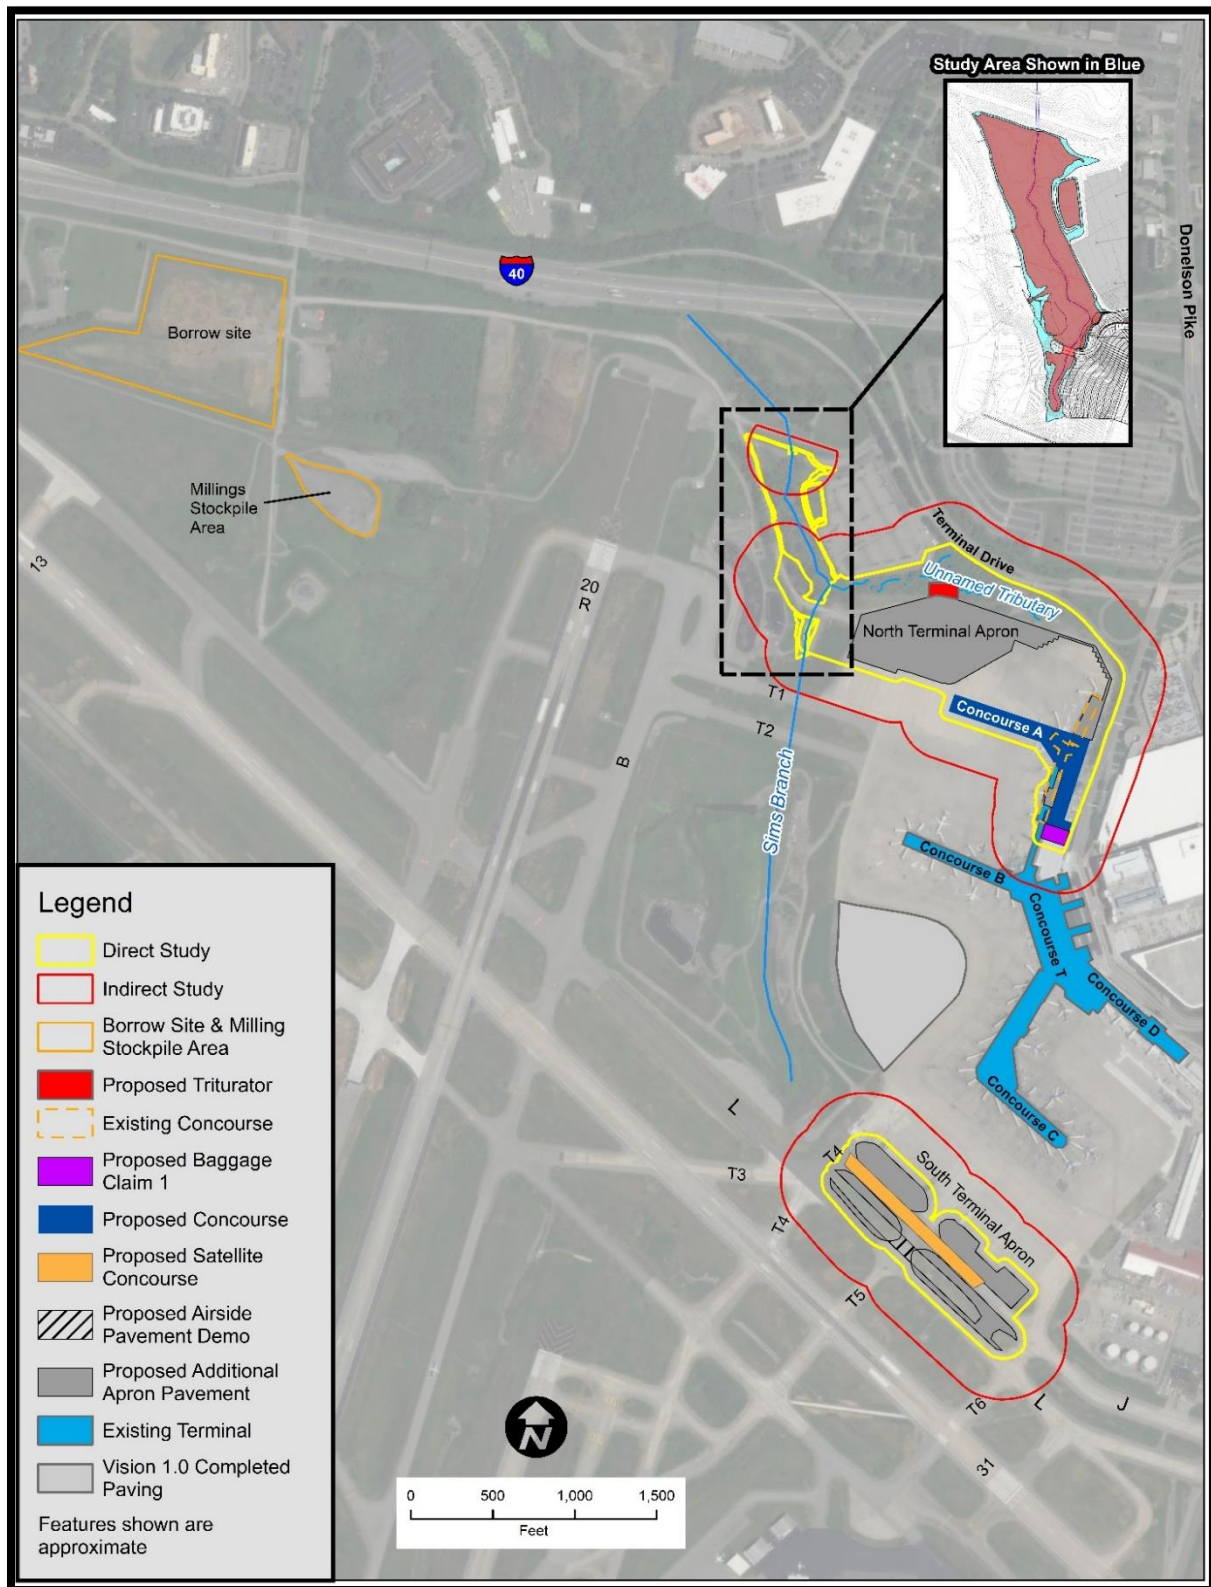 Study Area Shown in Blue
Donelson Pike
40
Borrow site
Millings
Stockpile
Area
13
20
R
Terminal Drive
Unnamed Tributary
North Terminal Apron
T1
T2
B
Concourse A
Sims Branch
Concourse B
Concourse T
Concourse D
Concourse C
L
T3
T4
T4
South Terminal Apron
T5
T6
L
J
31
N
0 500 1,000 1,500
Feet
Legend
Direct Study
Indirect Study
Borrow Site & Milling
Stockpile Area
Proposed Triturator
Existing Concourse
Proposed Baggage
Claim 1
Proposed Concourse
Proposed Satellite
Concourse
Proposed Airside
Pavement Demo
Proposed Additional
Apron Pavement
Existing Terminal
Vision 1.0 Completed
Paving
Features shown are
approximate